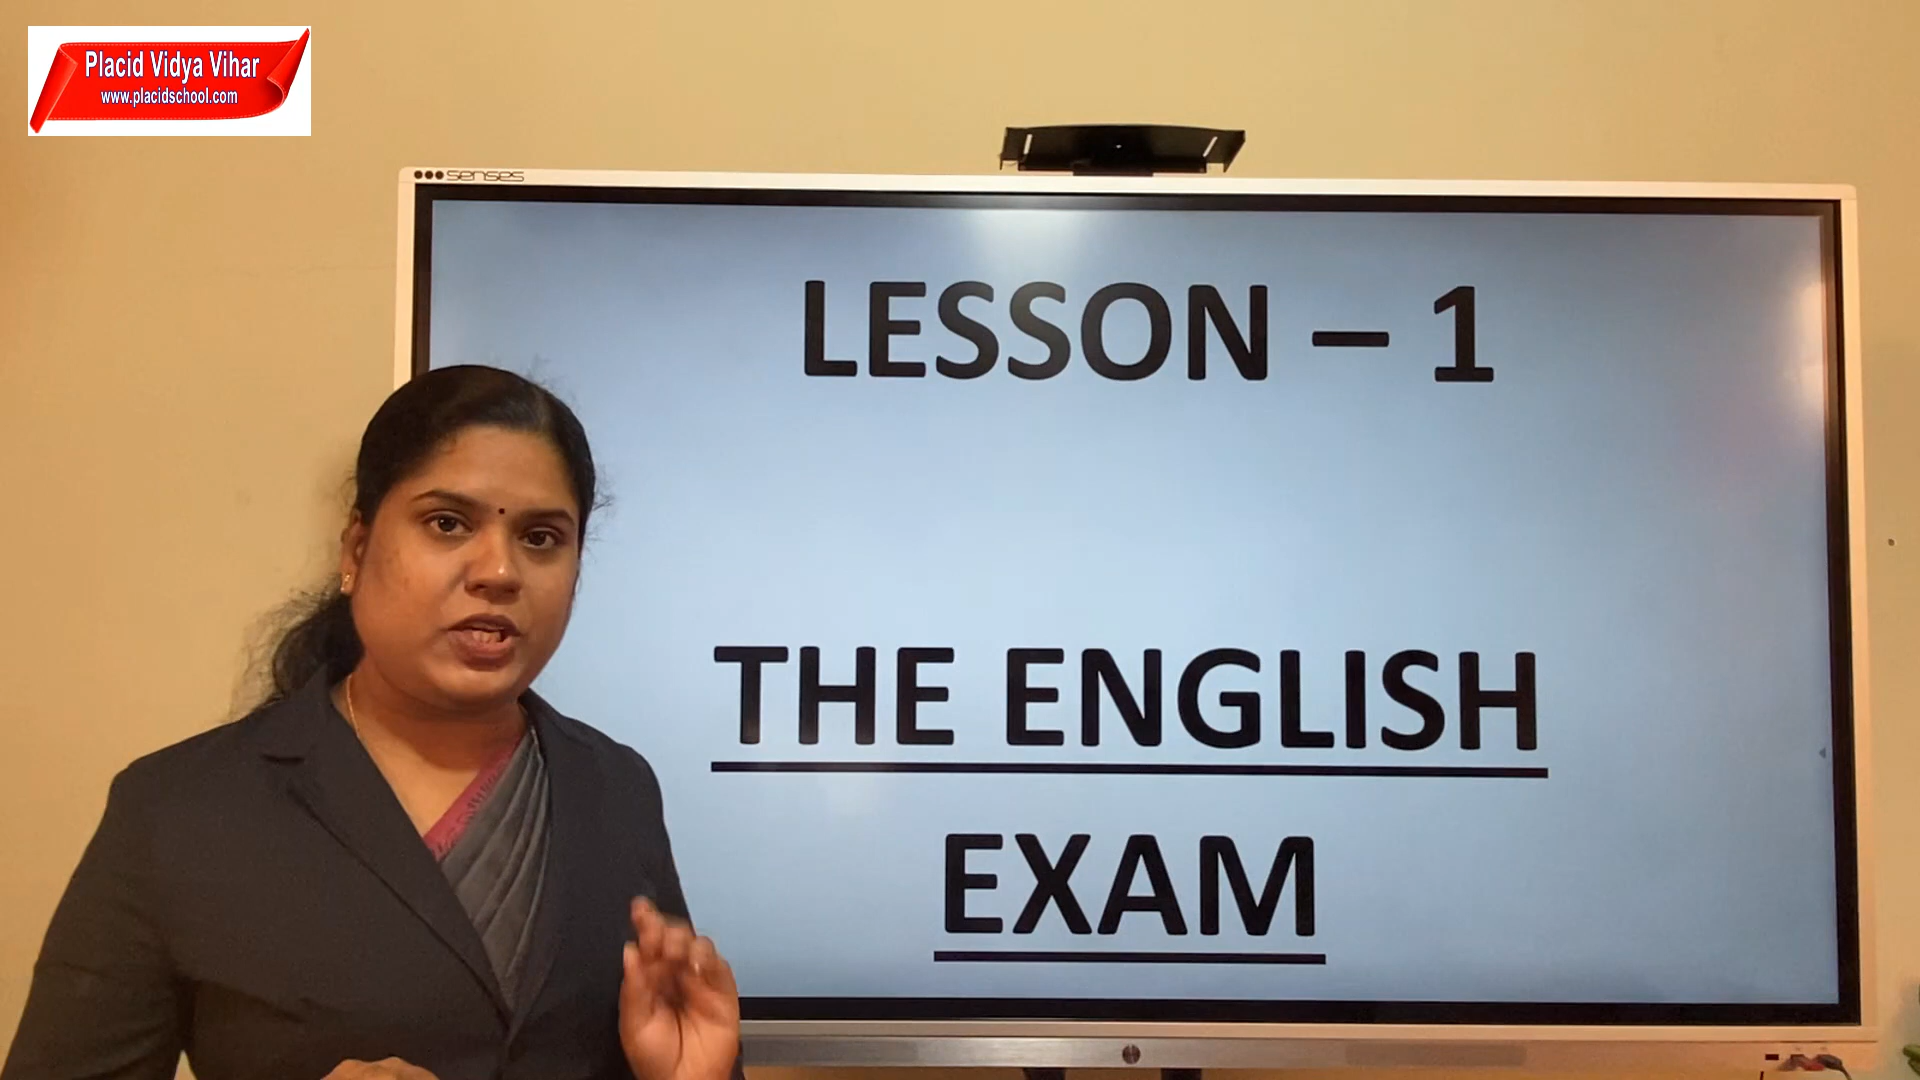 Placid Vidya Vihar
www.placidschool.com
senses
LESSON – 1
THE ENGLISH
EXAM